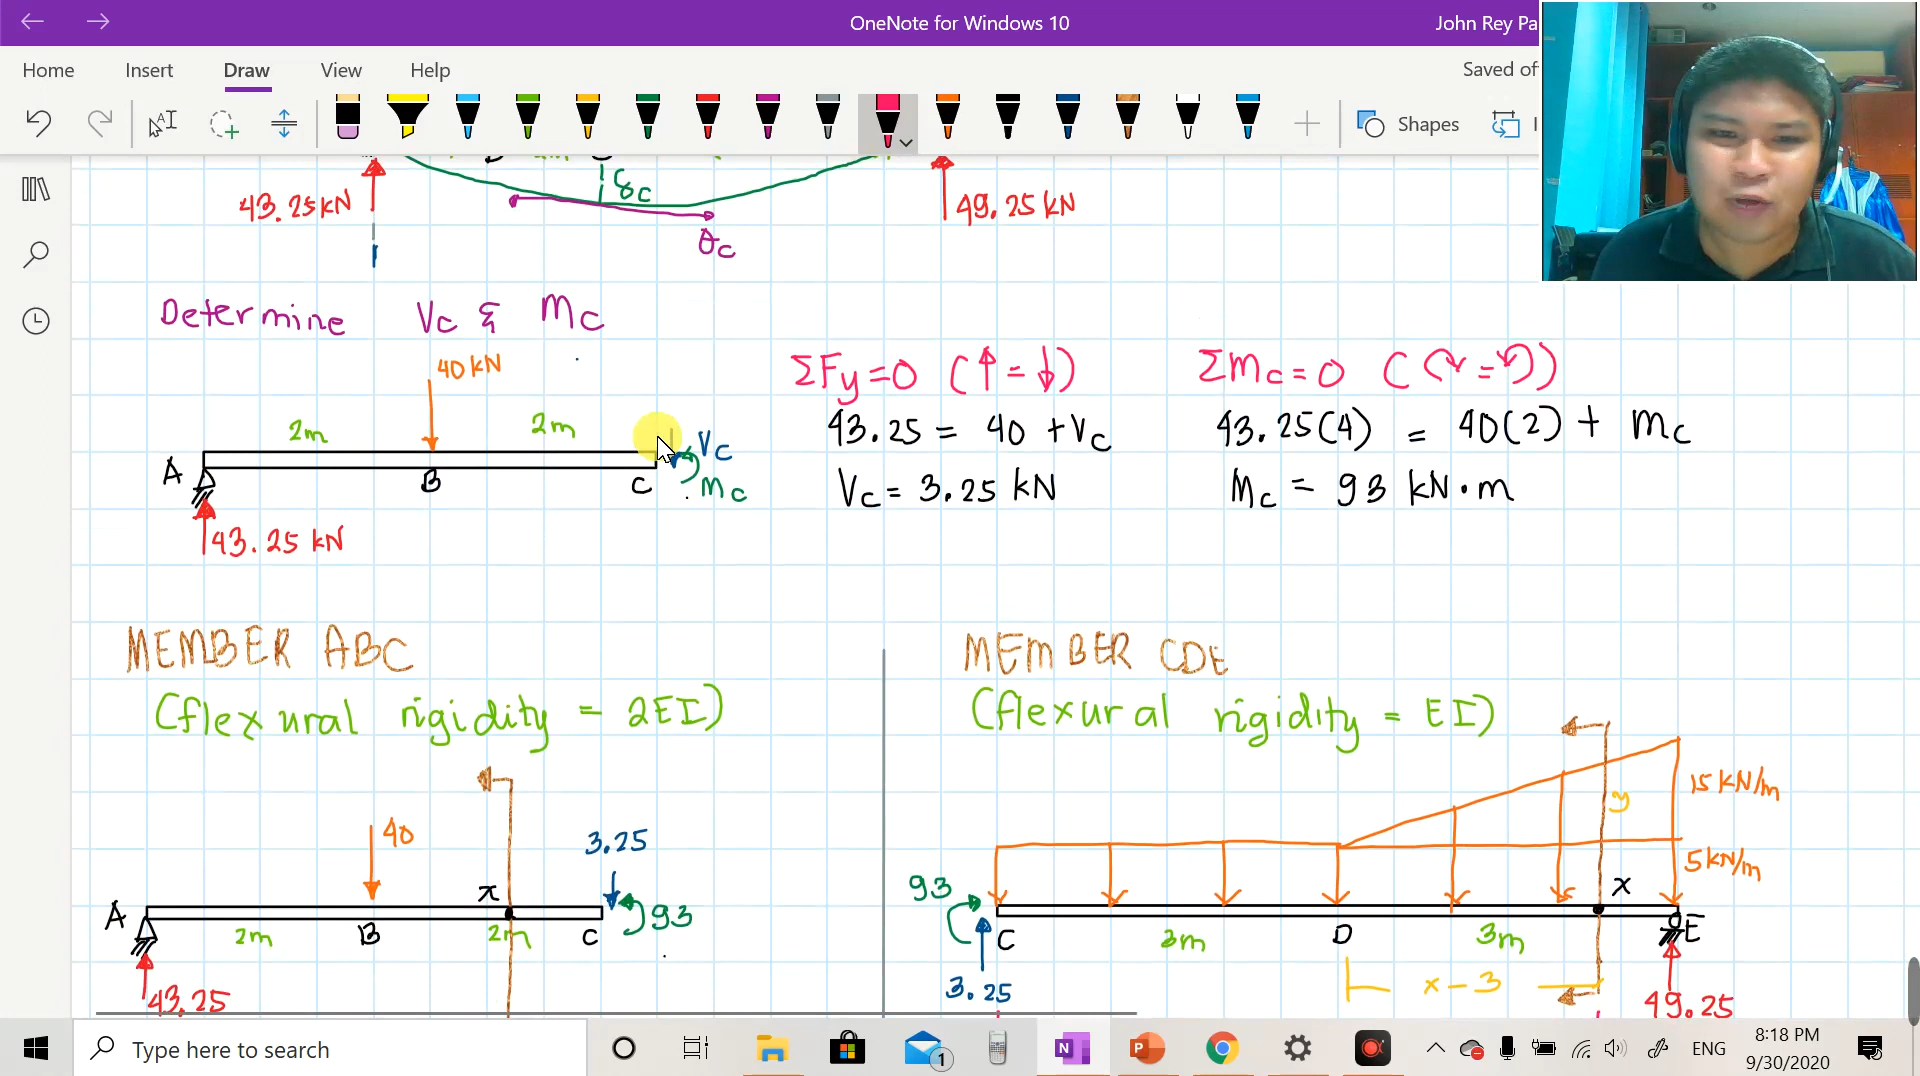 OneNote for Windows 10
John Rey Pa
Home Insert Draw View Help
Saved of
Shapes
43.25 kN
δc
49.25 kN
θc
Determine Vc & Mc
40 kN
2m 2m
Vc
A B C
Mc
43.25 kN
ΣFy=0 (↑=↓)
43.25 = 40 + Vc
Vc = 3.25 kN
ΣMc=0 (↷=↶)
43.25(4) = 40(2) + Mc
Mc = 93 kN·m
MEMBER ABC
(flexural rigidity = 2EI)
40
3.25
x
A 93
2m B 2m C
43.25
MEMBER CDE
(flexural rigidity = EI)
15 kN/m
y
5 kN/m
93 x
C 3m D 3m E
x-3
3.25
49.25
Type here to search
1
ENG
8:18 PM
9/30/2020